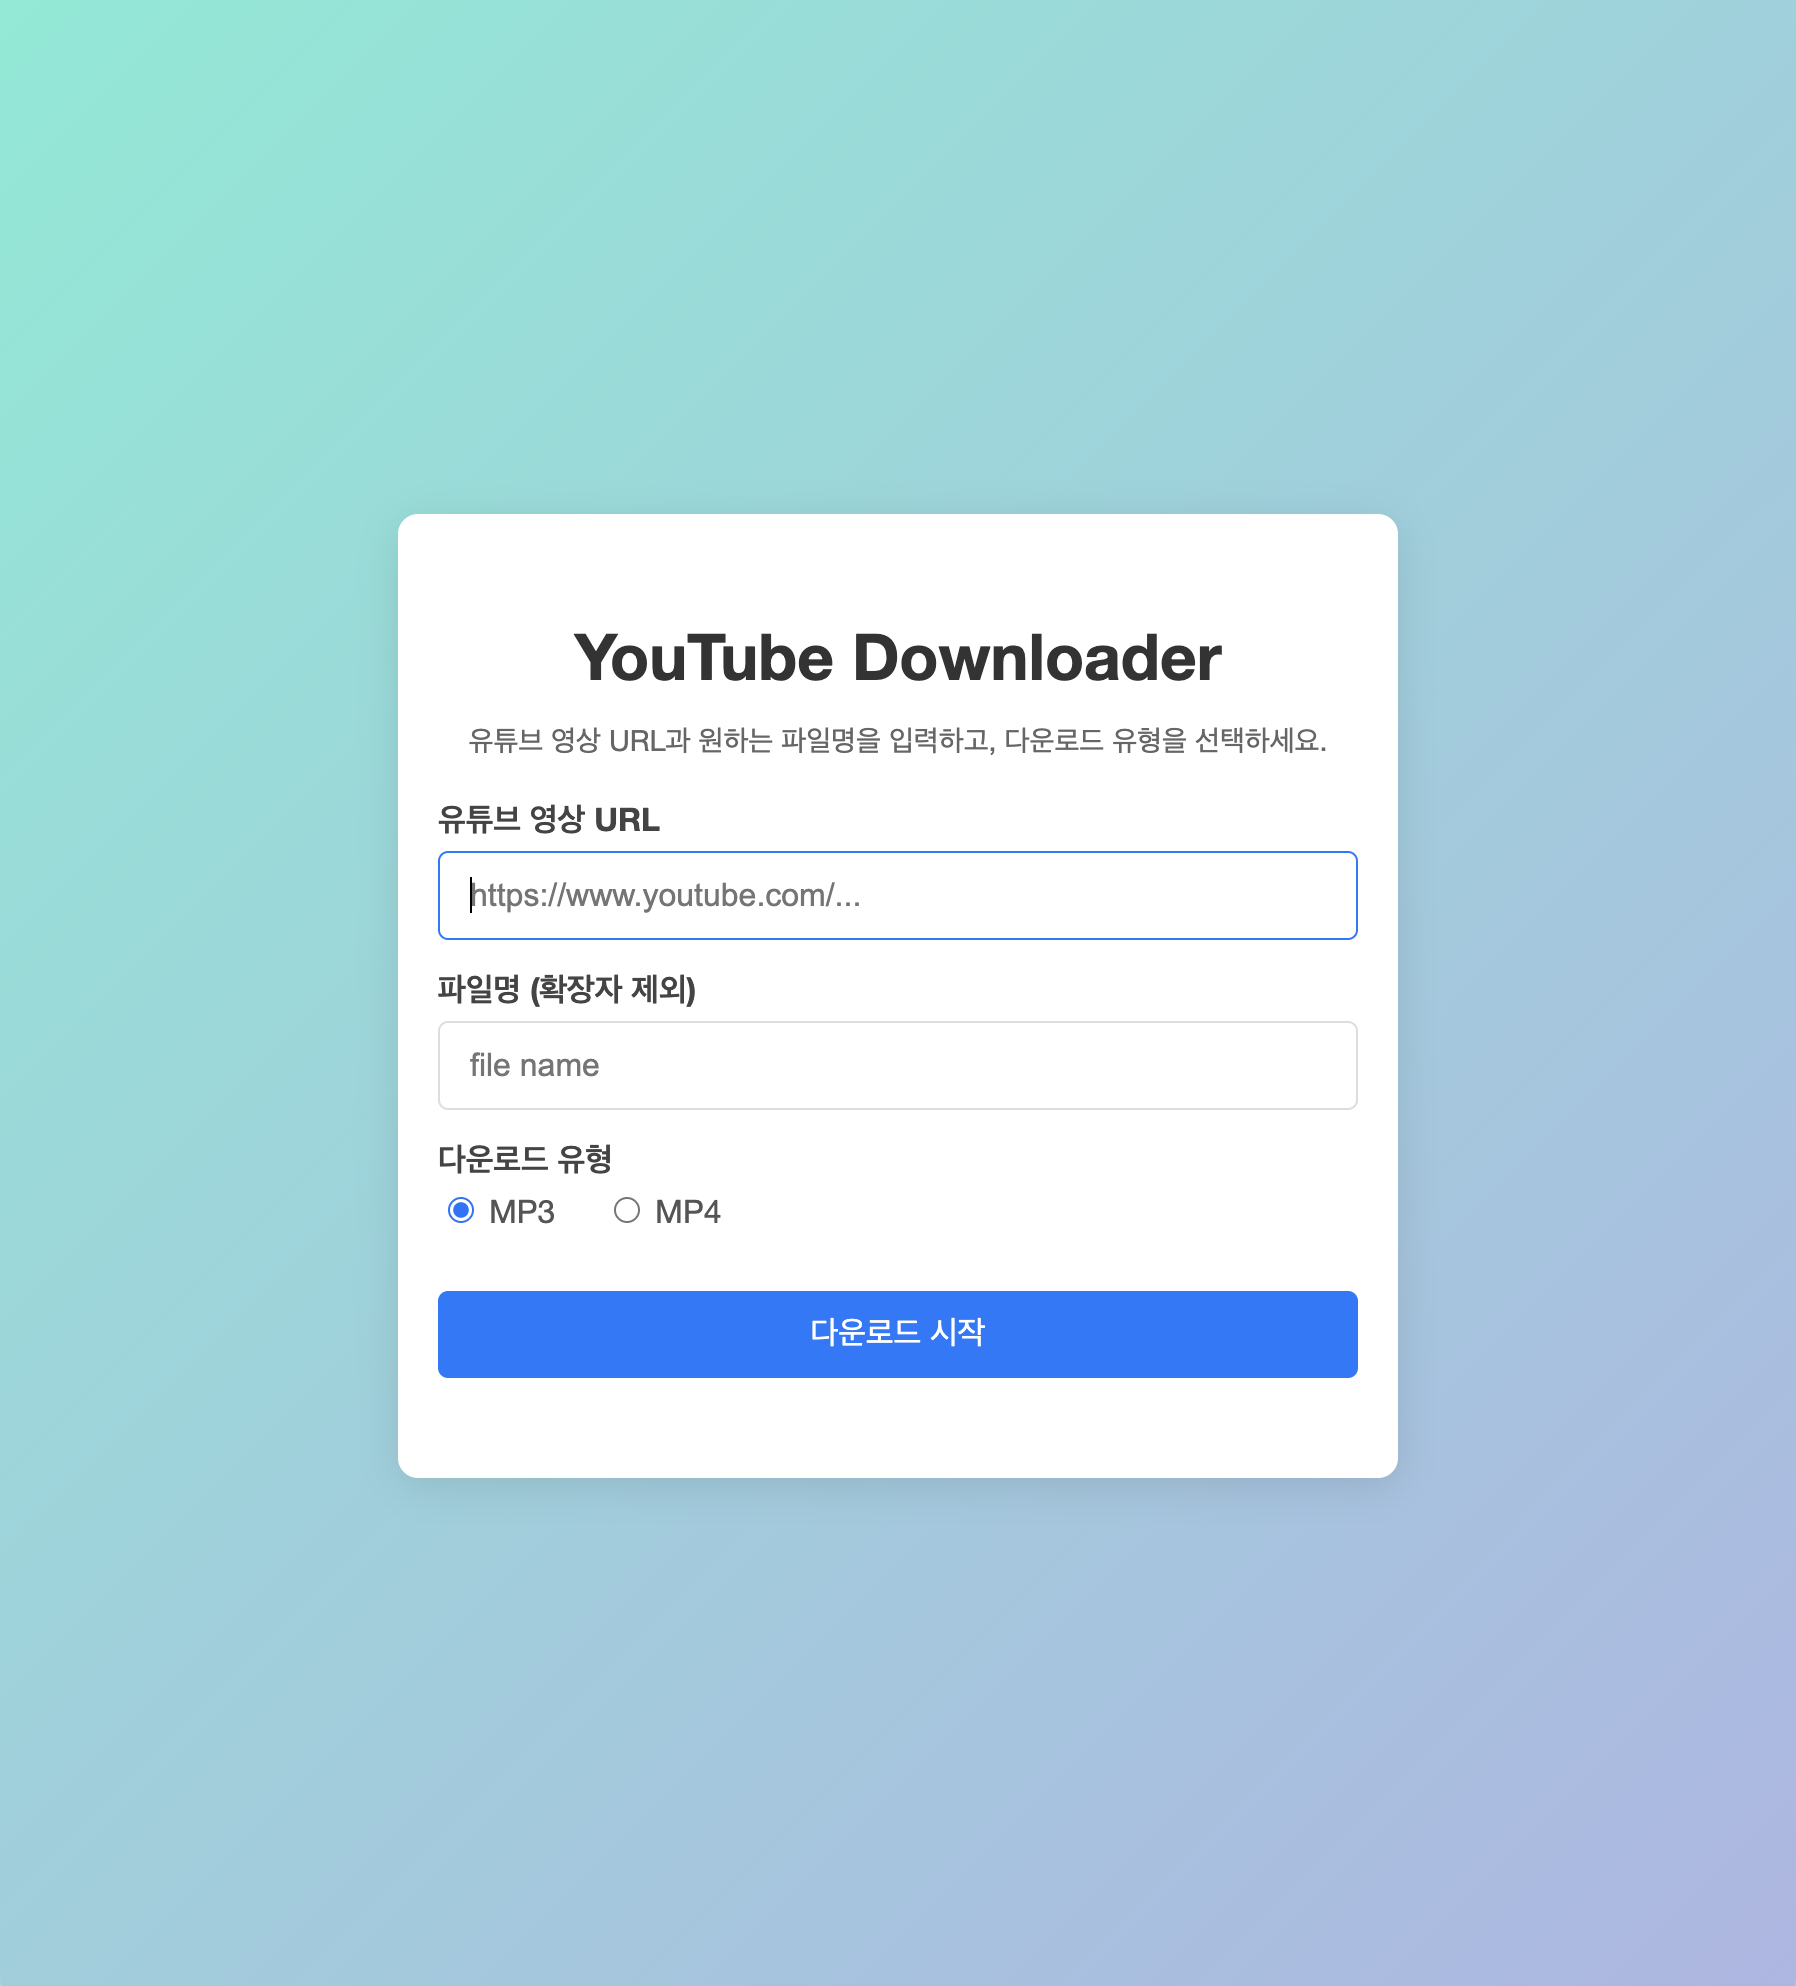 YouTube Downloader
유튜브 영상 URL과 원하는 파일명을 입력하고, 다운로드 유형을 선택하세요.
유튜브 영상 URL
https://www.youtube.com/...
파일명 (확장자 제외)
file name
다운로드 유형
MP3 MP4
다운로드 시작